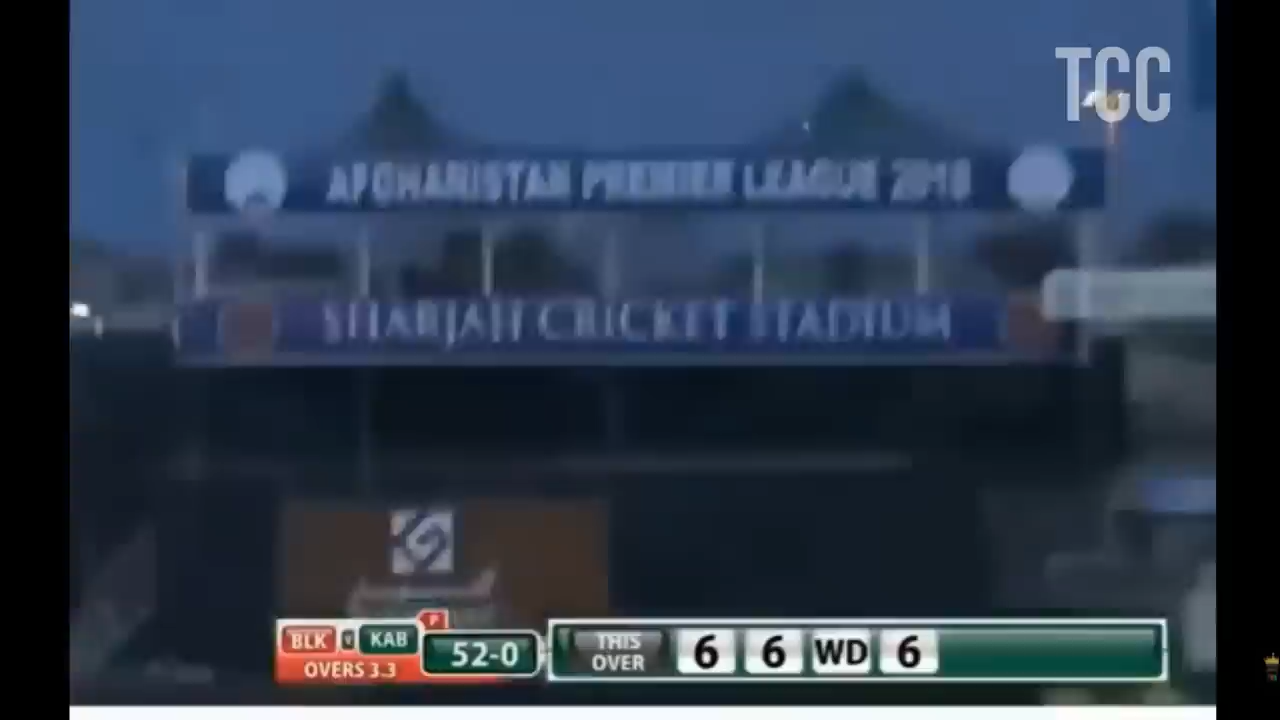 TCC
AFGHANISTAN PREMIER LEAGUE 2018
SHARJAH CRICKET STADIUM
BLK V KAB P
OVERS 3.3
52-0
THIS OVER 6 6 WD 6